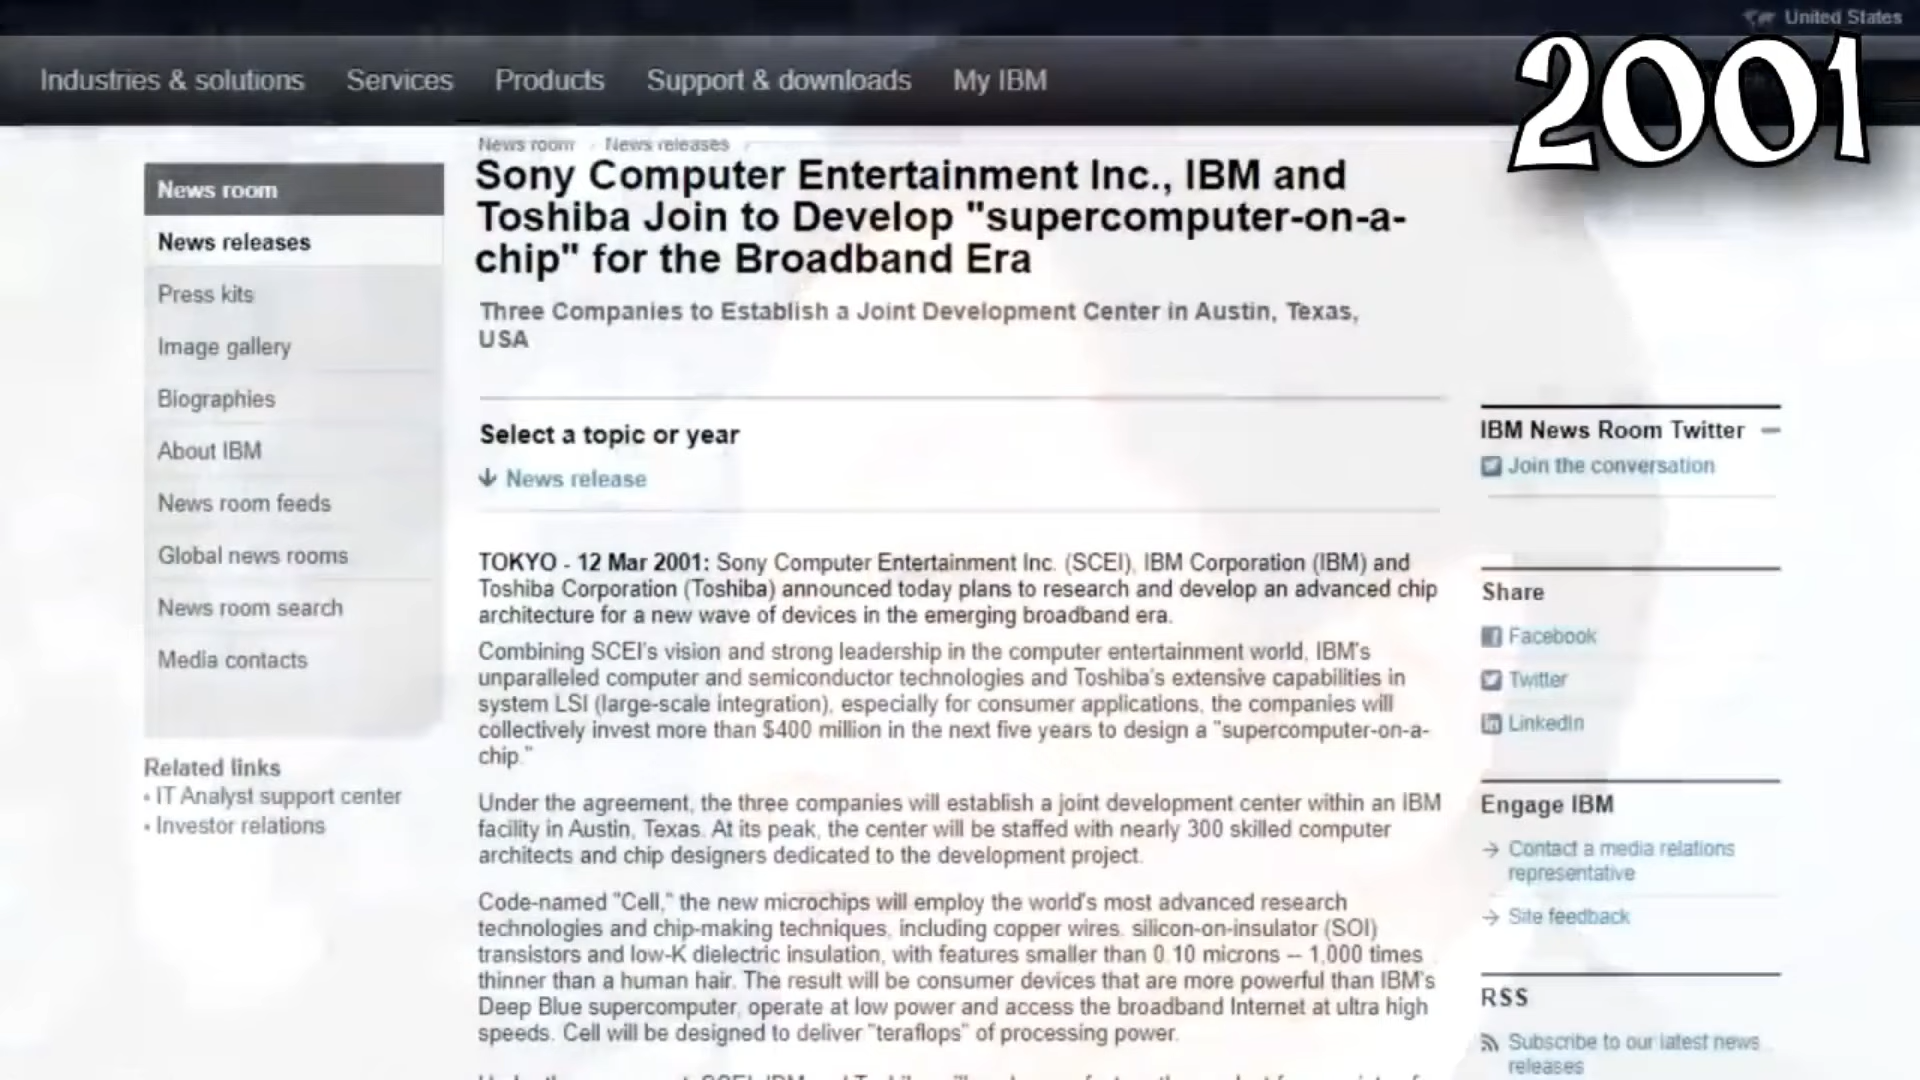 United States
2001
Industries & solutions
Services
Products
Support & downloads
My IBM
News room
News releases
News room
News releases
Press kits
Image gallery
Biographies
About IBM
News room feeds
Global news rooms
News room search
Media contacts
Related links
IT Analyst support center
Investor relations
Sony Computer Entertainment Inc., IBM and
Toshiba Join to Develop "supercomputer-on-a-
chip" for the Broadband Era
Three Companies to Establish a Joint Development Center in Austin, Texas,
USA
Select a topic or year
News release
TOKYO - 12 Mar 2001: Sony Computer Entertainment Inc. (SCEI), IBM Corporation (IBM) and
Toshiba Corporation (Toshiba) announced today plans to research and develop an advanced chip
architecture for a new wave of devices in the emerging broadband era.
Combining SCEI's vision and strong leadership in the computer entertainment world, IBM's
unparalleled computer and semiconductor technologies and Toshiba's extensive capabilities in
system LSI (large-scale integration), especially for consumer applications, the companies will
collectively invest more than $400 million in the next five years to design a "supercomputer-on-a-
chip."
Under the agreement, the three companies will establish a joint development center within an IBM
facility in Austin, Texas. At its peak, the center will be staffed with nearly 300 skilled computer
architects and chip designers dedicated to the development project.
Code-named "Cell," the new microchips will employ the world's most advanced research
technologies and chip-making techniques, including copper wires, silicon-on-insulator (SOI)
transistors and low-K dielectric insulation, with features smaller than 0.10 microns -- 1,000 times
thinner than a human hair. The result will be consumer devices that are more powerful than IBM's
Deep Blue supercomputer, operate at low power and access the broadband Internet at ultra high
speeds. Cell will be designed to deliver "teraflops" of processing power.
IBM News Room Twitter
Join the conversation
Share
Facebook
Twitter
LinkedIn
Engage IBM
Contact a media relations
representative
Site feedback
RSS
Subscribe to our latest news
releases